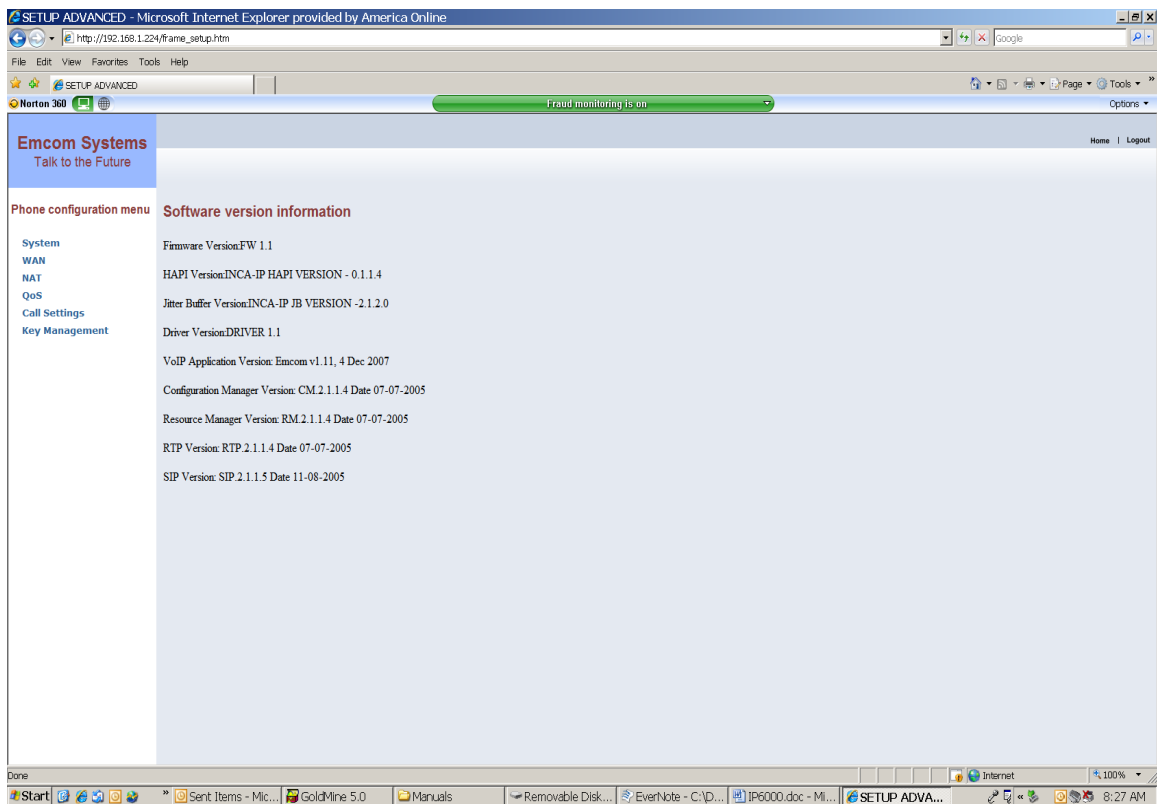 SETUP ADVANCED - Microsoft Internet Explorer provided by America Online
http://192.168.1.224/frame_setup.htm
Google
File Edit View Favorites Tools Help
SETUP ADVANCED
Page Tools »
Norton 360
Fraud monitoring is on
Options
Emcom Systems
Talk to the Future
Home | Logout
Phone configuration menu
System
WAN
NAT
QoS
Call Settings
Key Management
Software version information
Firmware Version:FW 1.1
HAPI Version:INCA-IP HAPI VERSION - 0.1.1.4
Jitter Buffer Version:INCA-IP JB VERSION -2.1.2.0
Driver Version:DRIVER 1.1
VoIP Application Version: Emcom v1.11, 4 Dec 2007
Configuration Manager Version: CM.2.1.1.4 Date 07-07-2005
Resource Manager Version: RM.2.1.1.4 Date 07-07-2005
RTP Version: RTP.2.1.1.4 Date 07-07-2005
SIP Version: SIP.2.1.1.5 Date 11-08-2005
Done
Internet
100%
Start » Sent Items - Mic... GoldMine 5.0 Manuals Removable Disk... EverNote - C:\D... IP6000.doc - Mi... SETUP ADVA... « 8:27 AM